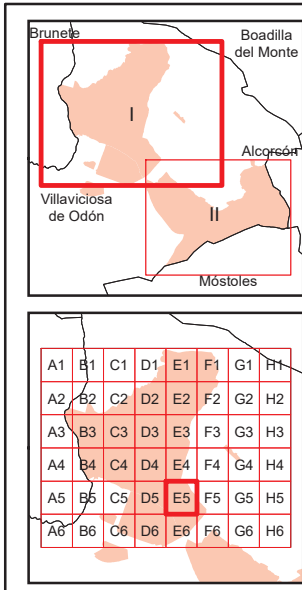 Brunete
Boadilla
del Monte
I
Alcorcón
Villaviciosa
de Odón
II
Móstoles
A1 B1 C1 D1 E1 F1 G1 H1
A2 B2 C2 D2 E2 F2 G2 H2
A3 B3 C3 D3 E3 F3 G3 H3
A4 B4 C4 D4 E4 F4 G4 H4
A5 B5 C5 D5 E5 F5 G5 H5
A6 B6 C6 D6 E6 F6 G6 H6